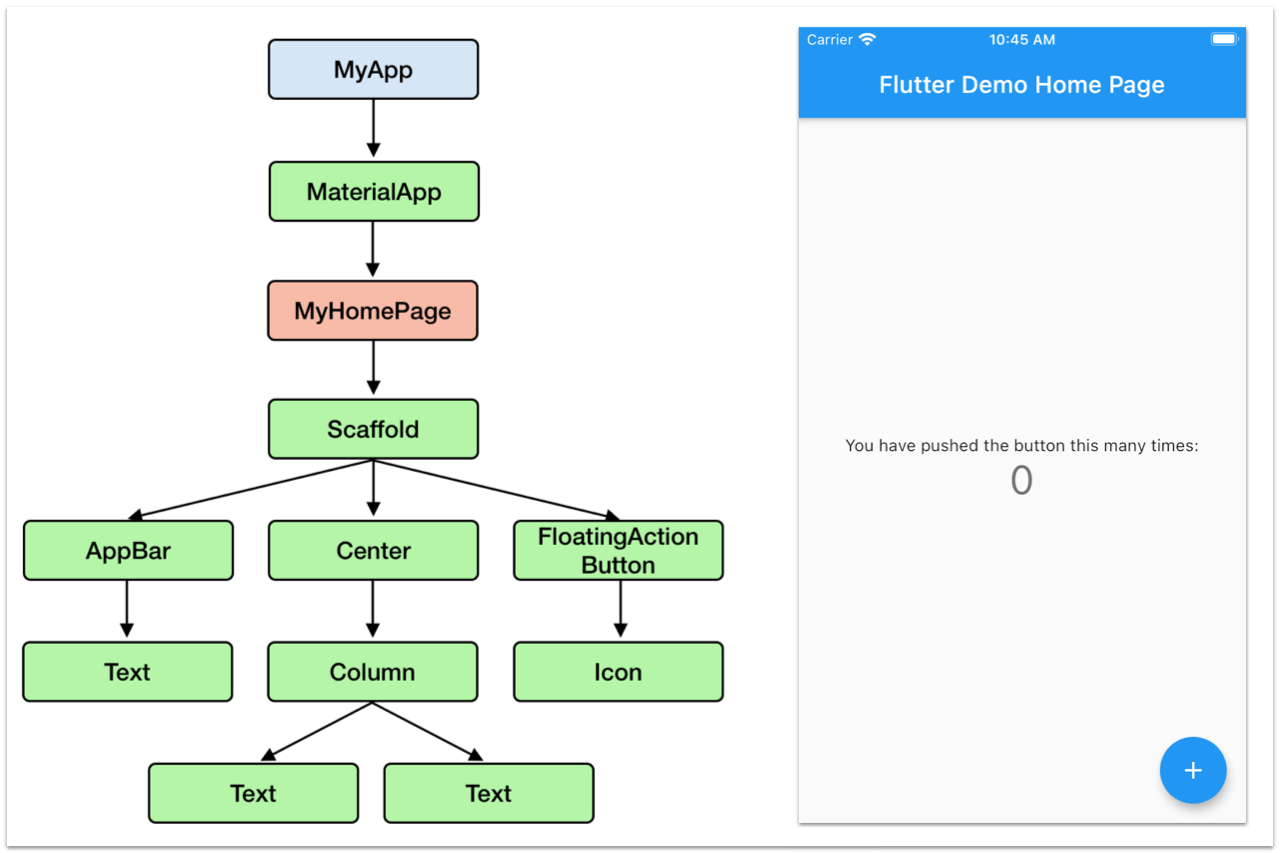 MyApp
MaterialApp
MyHomePage
Scaffold
AppBar
Center
FloatingAction
Button
Text
Column
Icon
Text
Text
Carrier
10:45 AM
Flutter Demo Home Page
You have pushed the button this many times:
0
+